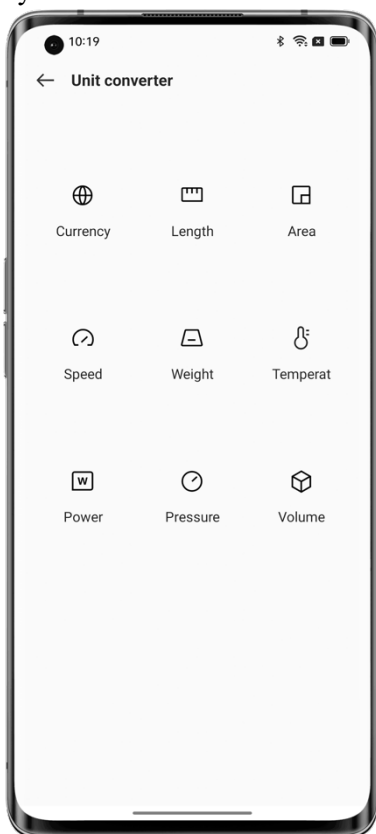 10:19
Unit converter
Currency Length Area
Speed Weight Temperat
W
Power Pressure Volume